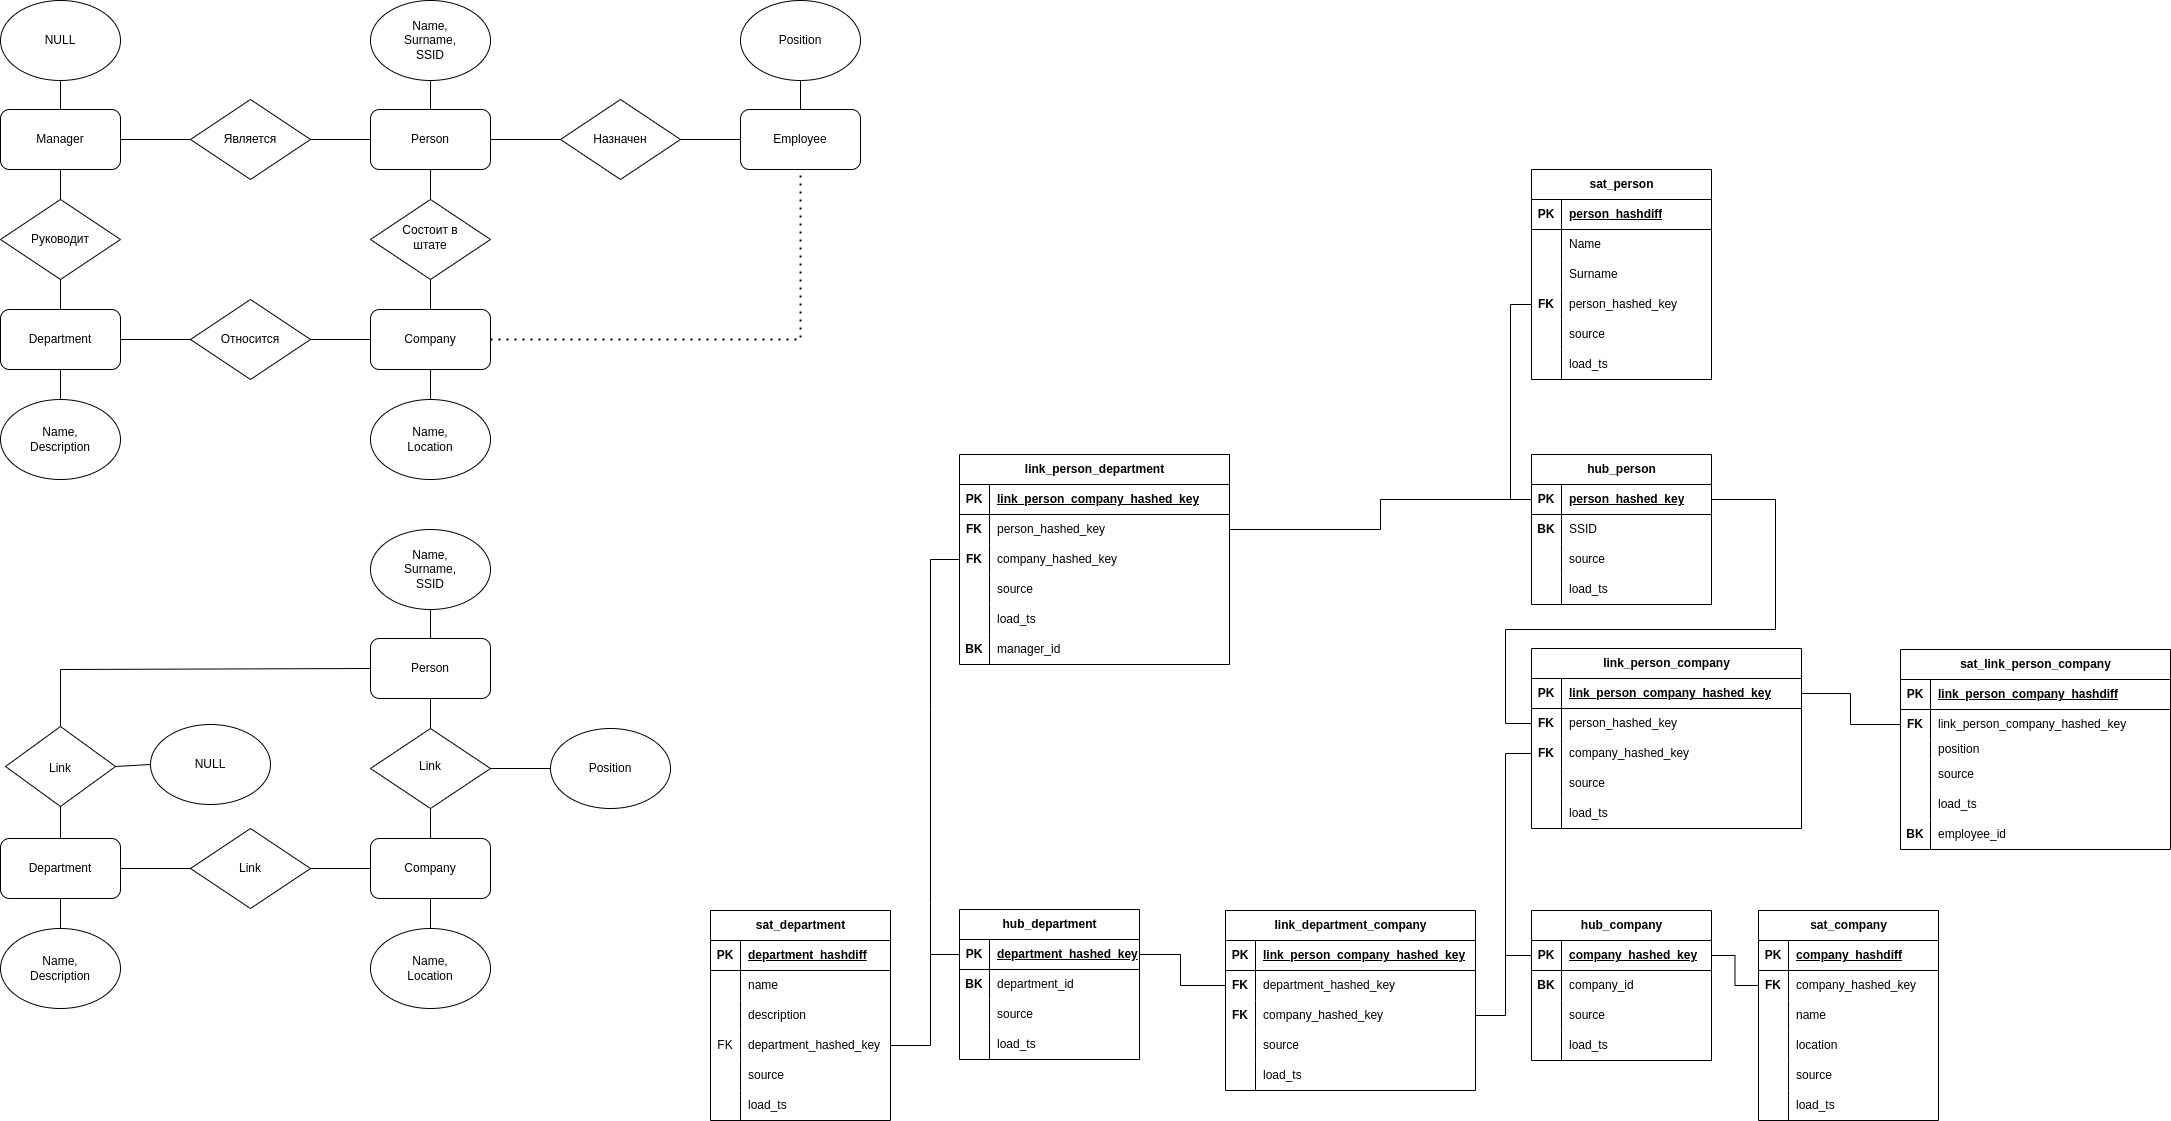 NULL
Name,
Surname,
SSID
Position
Manager
Является
Person
Назначен
Employee
Руководит
Состоит в
штате
Department
Относится
Company
Name,
Description
Name,
Location
Name,
Surname,
SSID
Person
Link
NULL
Link
Position
Department
Link
Company
Name,
Description
Name,
Location
sat_person
PK person_hashdiff
Name
Surname
FK person_hashed_key
source
load_ts
link_person_department
PK link_person_company_hashed_key
FK person_hashed_key
FK company_hashed_key
source
load_ts
BK manager_id
hub_person
PK person_hashed_key
BK SSID
source
load_ts
link_person_company
PK link_person_company_hashed_key
FK person_hashed_key
FK company_hashed_key
source
load_ts
sat_link_person_company
PK link_person_company_hashdiff
FK link_person_company_hashed_key
position
source
load_ts
BK employee_id
sat_department
PK department_hashdiff
name
description
FK department_hashed_key
source
load_ts
hub_department
PK department_hashed_key
BK department_id
source
load_ts
link_department_company
PK link_person_company_hashed_key
FK department_hashed_key
FK company_hashed_key
source
load_ts
hub_company
PK company_hashed_key
BK company_id
source
load_ts
sat_company
PK company_hashdiff
FK company_hashed_key
name
location
source
load_ts